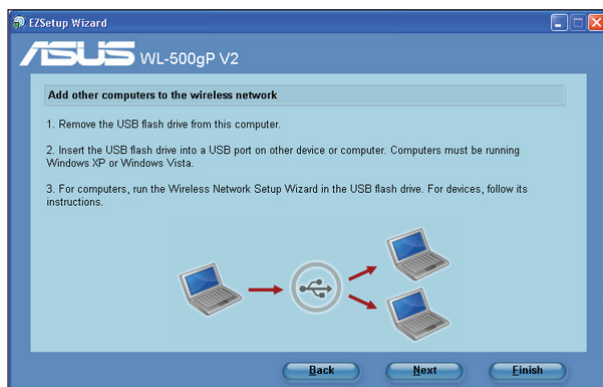 EZSetup Wizard
ASUS WL-500gP V2
Add other computers to the wireless network
1. Remove the USB flash drive from this computer.
2. Insert the USB flash drive into a USB port on other device or computer. Computers must be running
Windows XP or Windows Vista.
3. For computers, run the Wireless Network Setup Wizard in the USB flash drive. For devices, follow its
instructions.
Back Next Finish